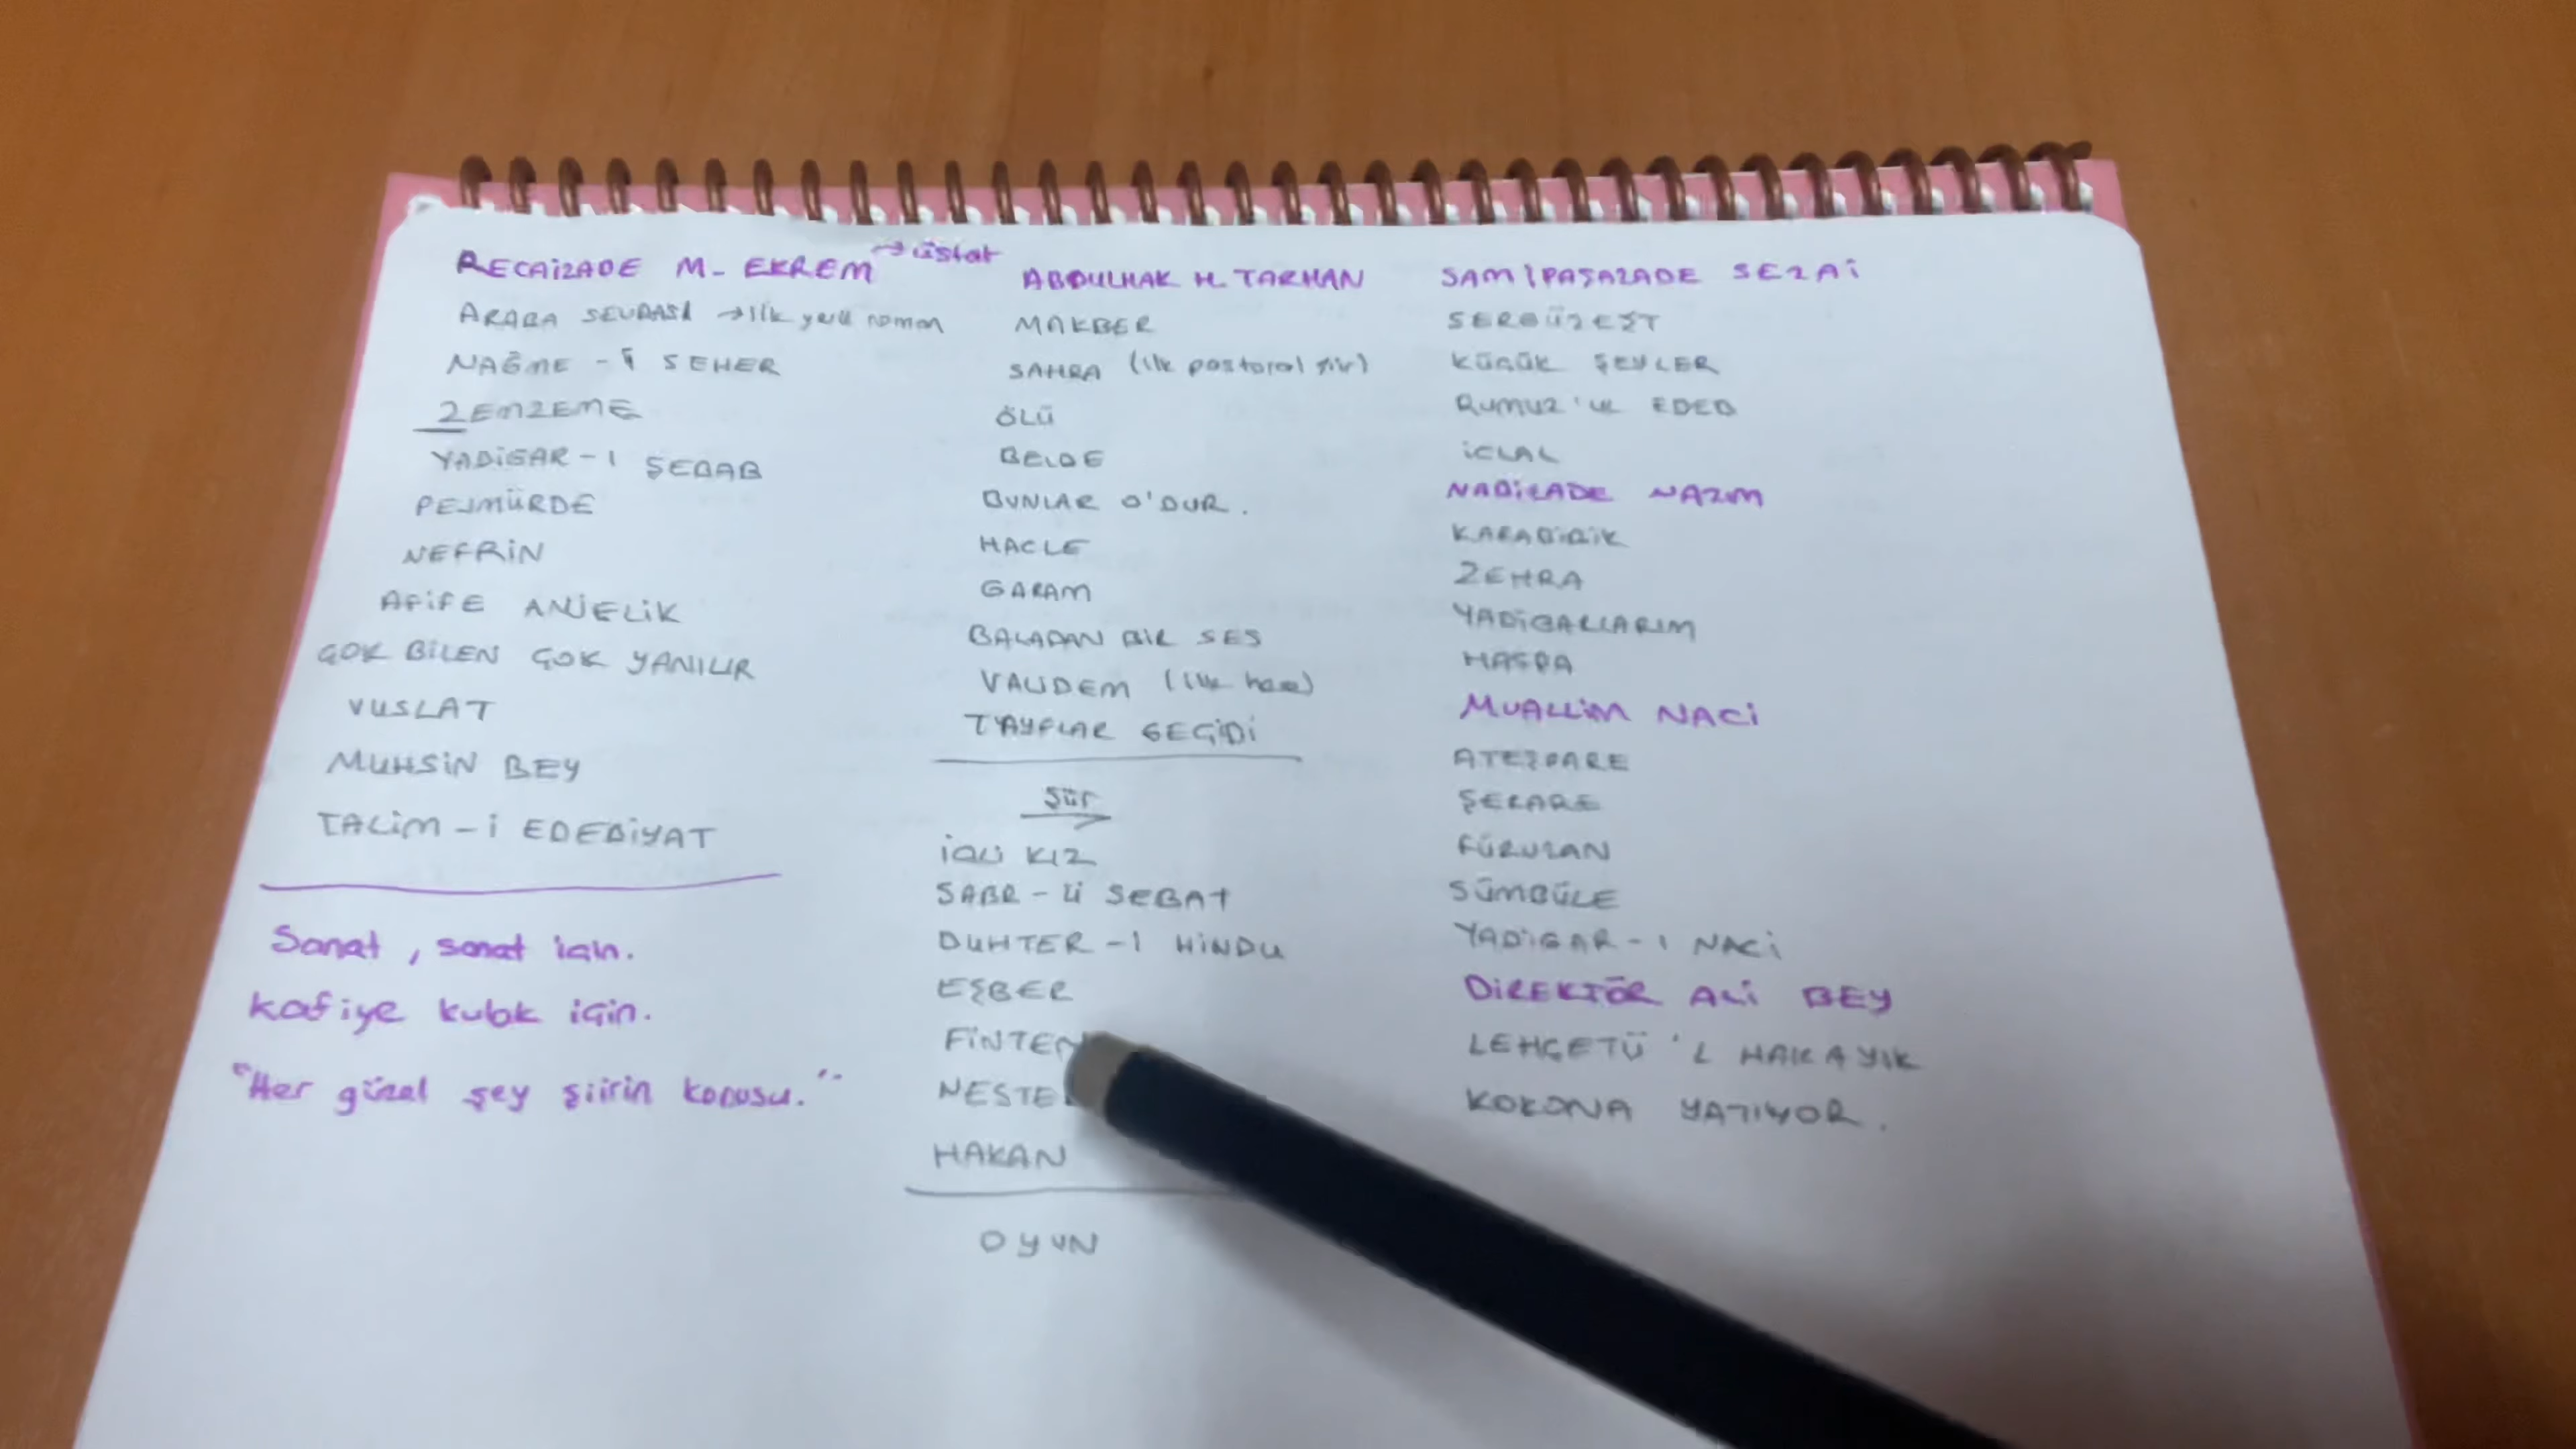 RECAİZADE M- EKREM → üstat
ARABA SEVDASI → ilk yerli roman
NAĞME - İ SEHER
ZEMZEME
YADİGAR - I ŞEBAB
PEJMÜRDE
NEFRİN
AFİFE ANJELİK
ÇOK BİLEN ÇOK YANILIR
VUSLAT
MUHSİN BEY
TALİM - İ EDEBİYAT
Sanat, sanat için.
Kafiye kulak için.
"Her güzel şey şiirin konusu."
ABDULHAK H. TARHAN
MAKBER
SAHRA (ilk pastoral şiir)
ÖLÜ
BELDE
BUNLAR O'DUR.
HACLE
GARAM
BALADAN BİR SES
VALİDEM (ilk hece)
TAYFLAR GEÇİDİ
Şiir
İÇLİ KIZ
SABR - Ü SEBAT
DUHTER - I HİNDU
EŞBER
FİNTEN
NESTE
HAKAN
OYUN
SAMİPAŞAZADE SEZAİ
SERGÜZEŞT
KÜÇÜK ŞEYLER
RUMUZ'UL EDEB
İCLAL
NABİZADE NAZIM
KARABİBİK
ZEHRA
YADİGARLARIM
HASBA
MUALLİM NACİ
ATEŞPARE
ŞERARE
FÜRUZAN
SÜMBÜLE
YADİGAR - I NACİ
DİREKTÖR ALİ BEY
LEHÇETÜ'L HAKAYIK
KOKONA YATIYOR.